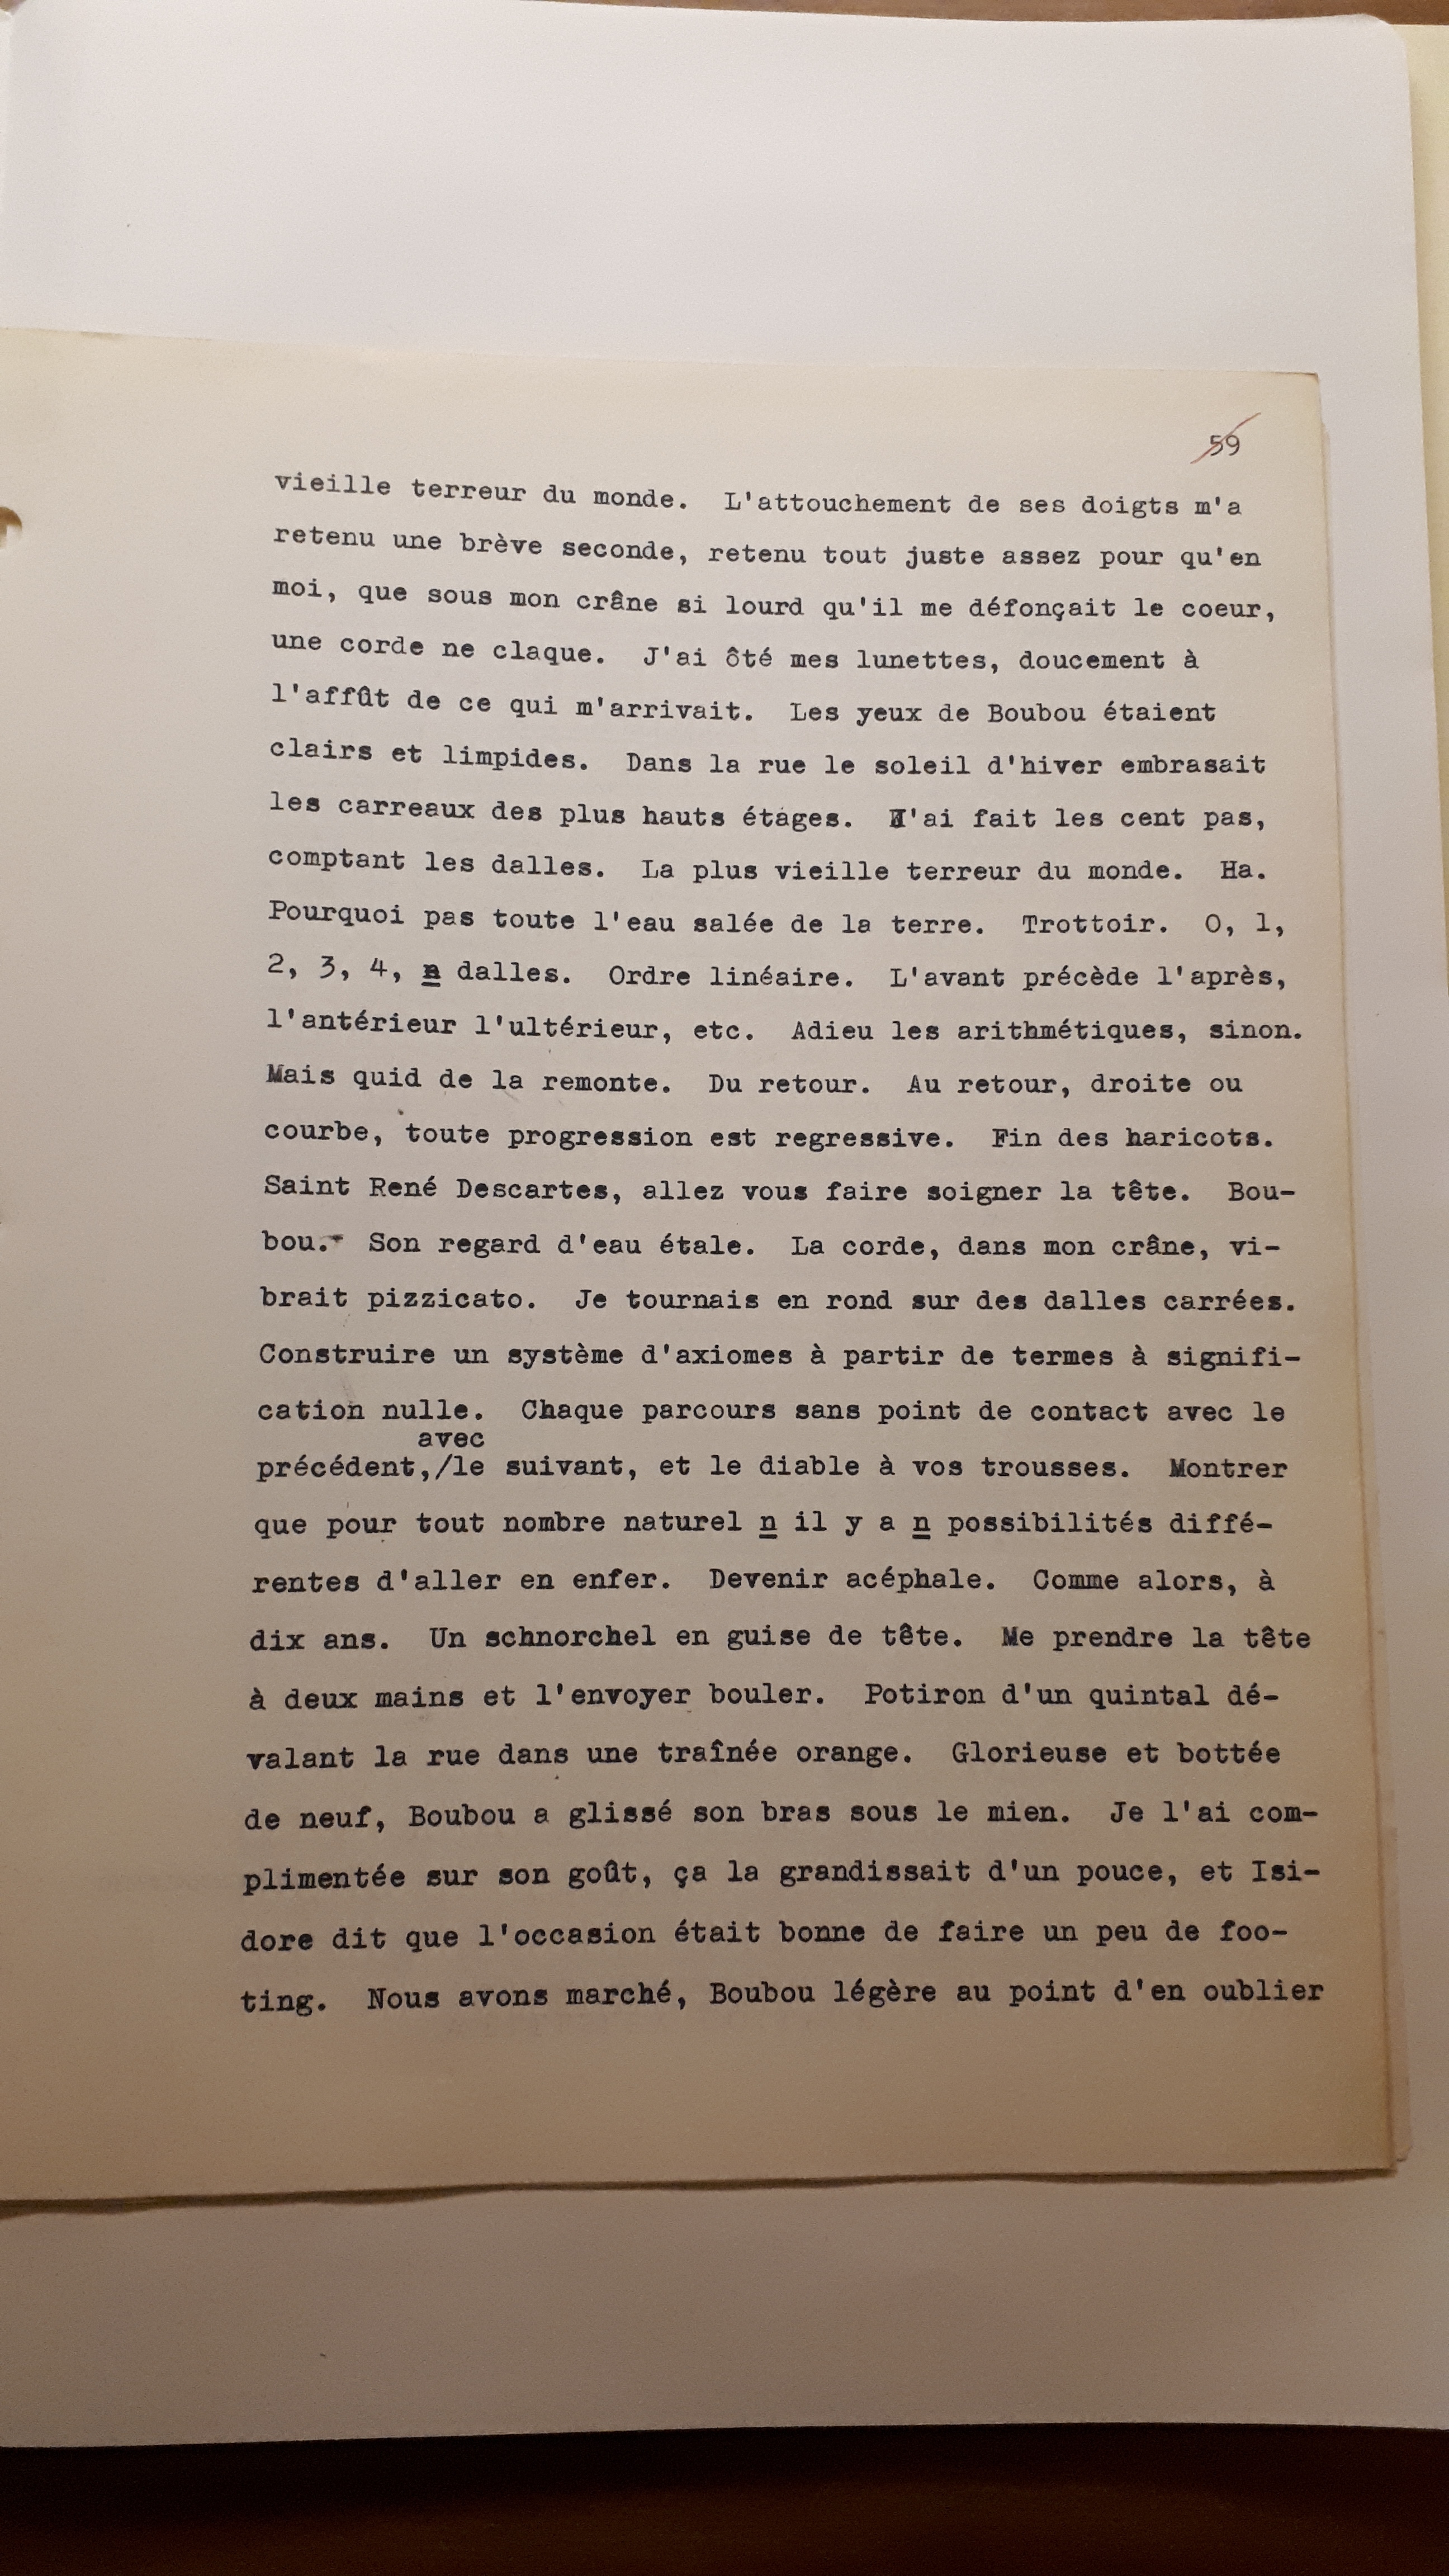 59
vieille terreur du monde.  L'attouchement de ses doigts m'a
retenu une brève seconde, retenu tout juste assez pour qu'en
moi, que sous mon crâne si lourd qu'il me défonçait le coeur,
une corde ne claque.  J'ai ôté mes lunettes, doucement à
l'affût de ce qui m'arrivait.  Les yeux de Boubou étaient
clairs et limpides.  Dans la rue le soleil d'hiver embrasait
les carreaux des plus hauts étages.  J'ai fait les cent pas,
comptant les dalles.  La plus vieille terreur du monde.  Ha.
Pourquoi pas toute l'eau salée de la terre.  Trottoir.  0, 1,
2, 3, 4, n dalles.  Ordre linéaire.  L'avant précède l'après,
l'antérieur l'ultérieur, etc.  Adieu les arithmétiques, sinon.
Mais quid de la remonte.  Du retour.  Au retour, droite ou
courbe, toute progression est regressive.  Fin des haricots.
Saint René Descartes, allez vous faire soigner la tête.  Bou-
bou.  Son regard d'eau étale.  La corde, dans mon crâne, vi-
brait pizzicato.  Je tournais en rond sur des dalles carrées.
Construire un système d'axiomes à partir de termes à signifi-
cation nulle.  Chaque parcours sans point de contact avec le
avec
précédent,/le suivant, et le diable à vos trousses.  Montrer
que pour tout nombre naturel n il y a n possibilités diffé-
rentes d'aller en enfer.  Devenir acéphale.  Comme alors, à
dix ans.  Un schnorchel en guise de tête.  Me prendre la tête
à deux mains et l'envoyer bouler.  Potiron d'un quintal dé-
valant la rue dans une traînée orange.  Glorieuse et bottée
de neuf, Boubou a glissé son bras sous le mien.  Je l'ai com-
plimentée sur son goût, ça la grandissait d'un pouce, et Isi-
dore dit que l'occasion était bonne de faire un peu de foo-
ting.  Nous avons marché, Boubou légère au point d'en oublier